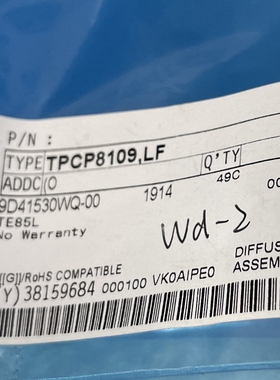 P/N :
TYPE TPCP8109,LF Q'TY
ADDC(O 49C
9D41530WQ-00 1914
TE85L
No Warranty
Wd-2
[[G]]/RoHS COMPATIBLE DIFFUS
ASSEM
Y) 38159684 000100 VK0AIPE0